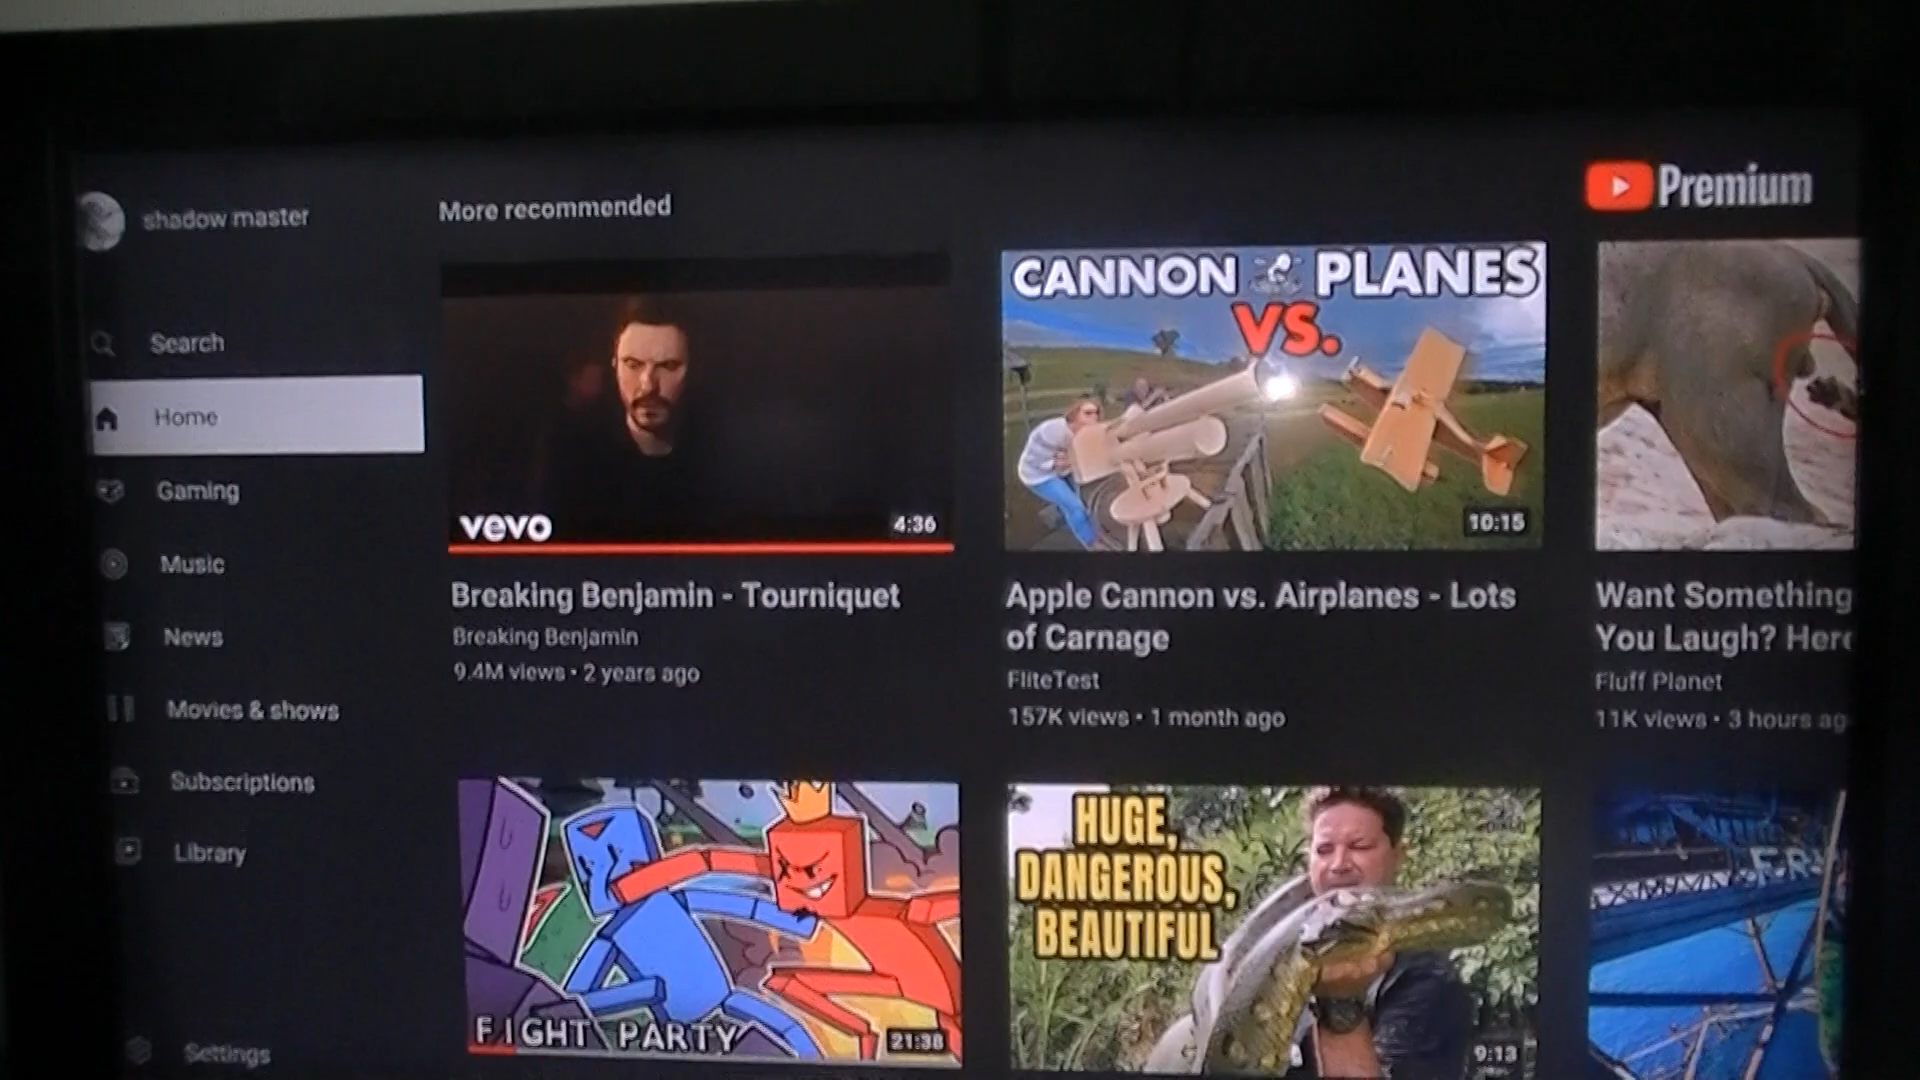 Premium
shadow master
Search
Home
Gaming
Music
News
Movies & shows
Subscriptions
Library
Settings
More recommended
vevo
4:36
Breaking Benjamin - Tourniquet
Breaking Benjamin
9.4M views • 2 years ago
CANNON PLANES
VS.
10:15
Apple Cannon vs. Airplanes - Lots
of Carnage
FliteTest
157K views • 1 month ago
Want Something
You Laugh?
Fluff Planet
11K views • 3 hours
FIGHT PARTY
21:38
HUGE,
DANGEROUS,
BEAUTIFUL
9:13